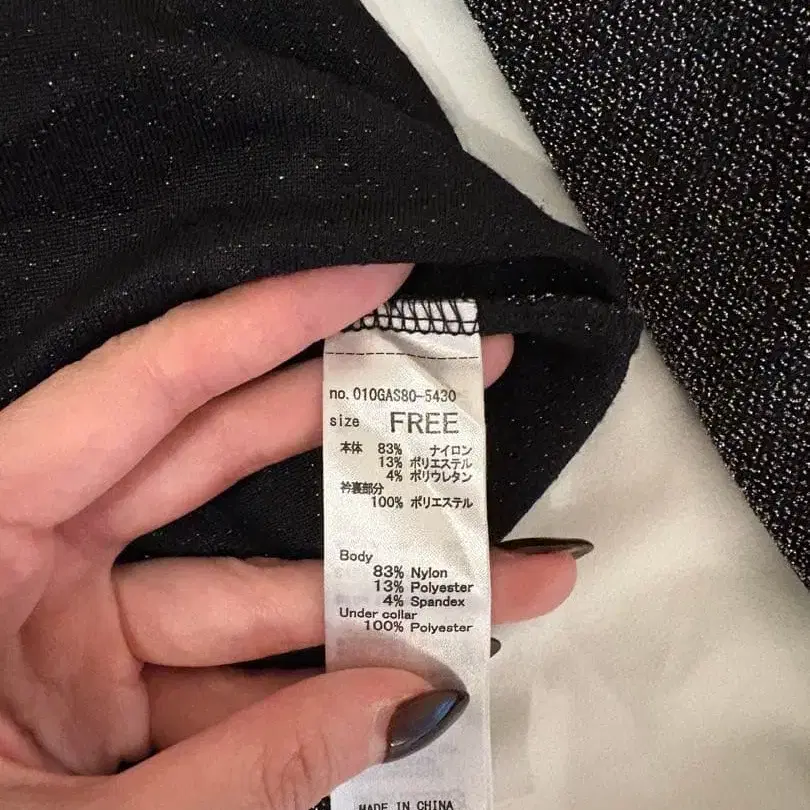 no. 010GAS80-5430
size FREE
本体 83% ナイロン
13% ポリエステル
4% ポリウレタン
衿裏部分
100% ポリエステル
Body
83% Nylon
13% Polyester
4% Spandex
Under collar
100% Polyester
MADE IN CHINA